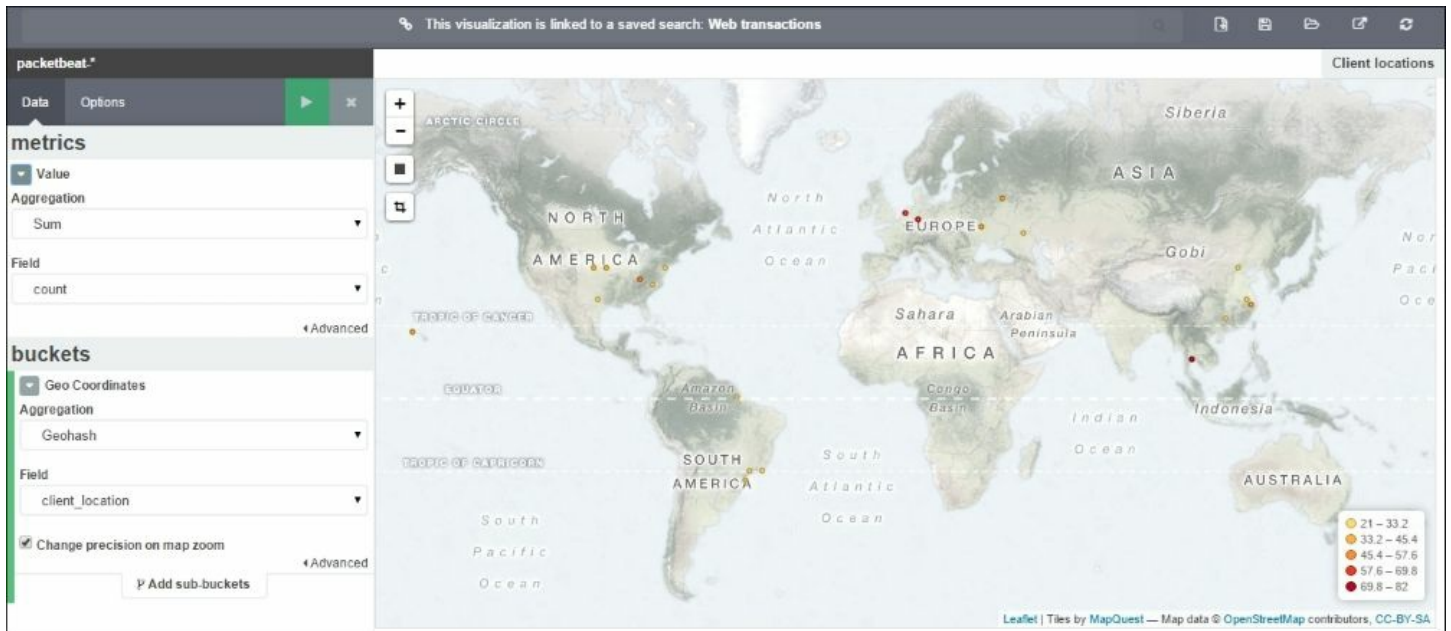 This visualization is linked to a saved search: Web transactions
packetbeat-*
Client locations
Data Options
metrics
Value
Aggregation
Sum
Field
count
Advanced
buckets
Geo Coordinates
Aggregation
Geohash
Field
client_location
Change precision on map zoom
Advanced
Add sub-buckets
+
−
ARCTIC CIRCLE
Siberia
ASIA
North
Atlantic
Ocean
NORTH
AMERICA
EUROPE
Gobi
Nor
Paci
Oce
c
n
TROPIC OF CANCER
Sahara
Arabian
Peninsula
AFRICA
EQUATOR
Amazon
Basin
Congo
Basin
Indian
Ocean
Indonesia
TROPIC OF CAPRICORN
SOUTH
AMERICA
South
Atlantic
Ocean
AUSTRALIA
South
Pacific
Ocean
21 – 33.2
33.2 – 45.4
45.4 – 57.6
57.6 – 69.8
69.8 – 82
Leaflet | Tiles by MapQuest — Map data © OpenStreetMap contributors, CC-BY-SA